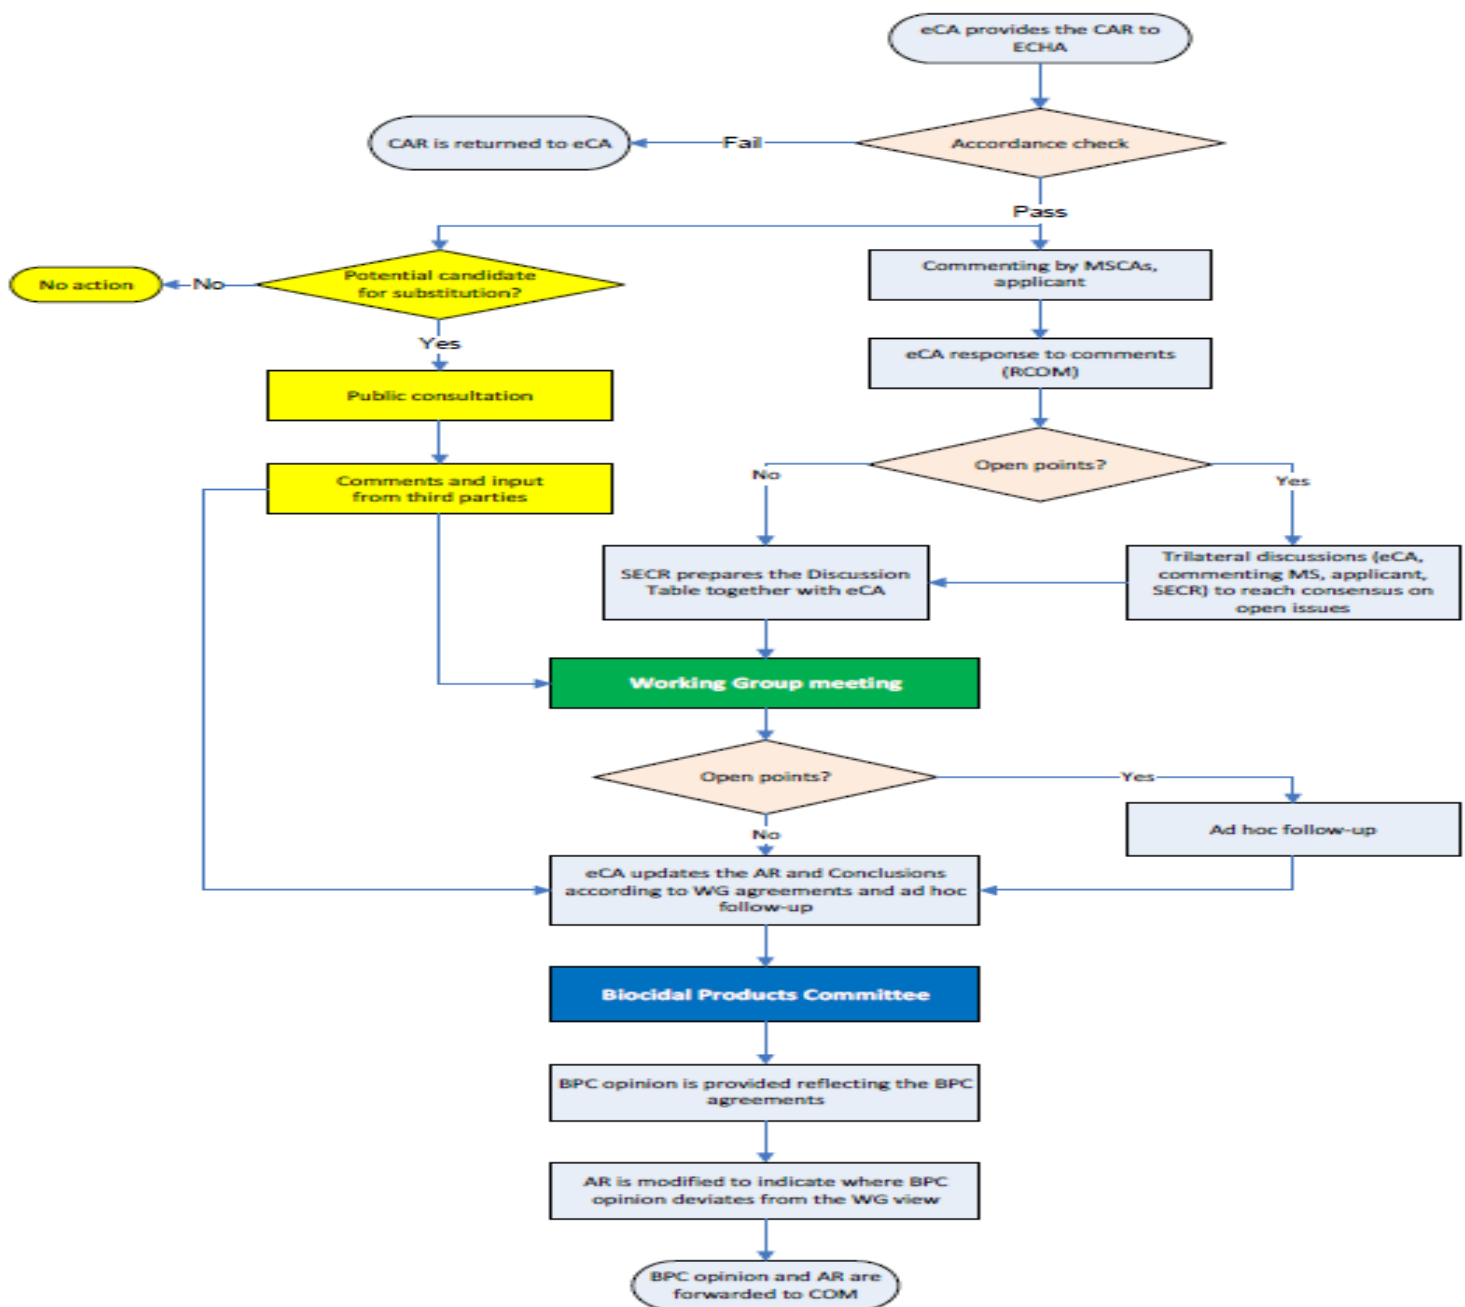 eCA provides the CAR to
ECHA
Accordance check
Fail
CAR is returned to eCA
Pass
Potential candidate
for substitution?
No
No action
Yes
Public consultation
Comments and input
from third parties
Commenting by MSCAs,
applicant
eCA response to comments
(RCOM)
Open points?
No
Yes
SECR prepares the Discussion
Table together with eCA
Trilateral discussions (eCA,
commenting MS, applicant,
SECR) to reach consensus on
open issues
Working Group meeting
Open points?
Yes
No
Ad hoc follow-up
eCA updates the AR and Conclusions
according to WG agreements and ad hoc
follow-up
Biocidal Products Committee
BPC opinion is provided reflecting the BPC
agreements
AR is modified to indicate where BPC
opinion deviates from the WG view
BPC opinion and AR are
forwarded to COM